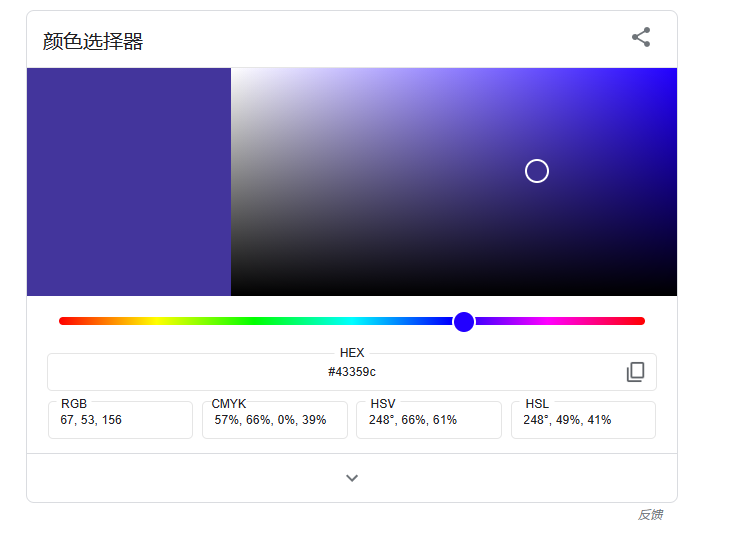 颜色选择器
HEX
#43359c
RGB
67, 53, 156
CMYK
57%, 66%, 0%, 39%
HSV
248°, 66%, 61%
HSL
248°, 49%, 41%
反馈